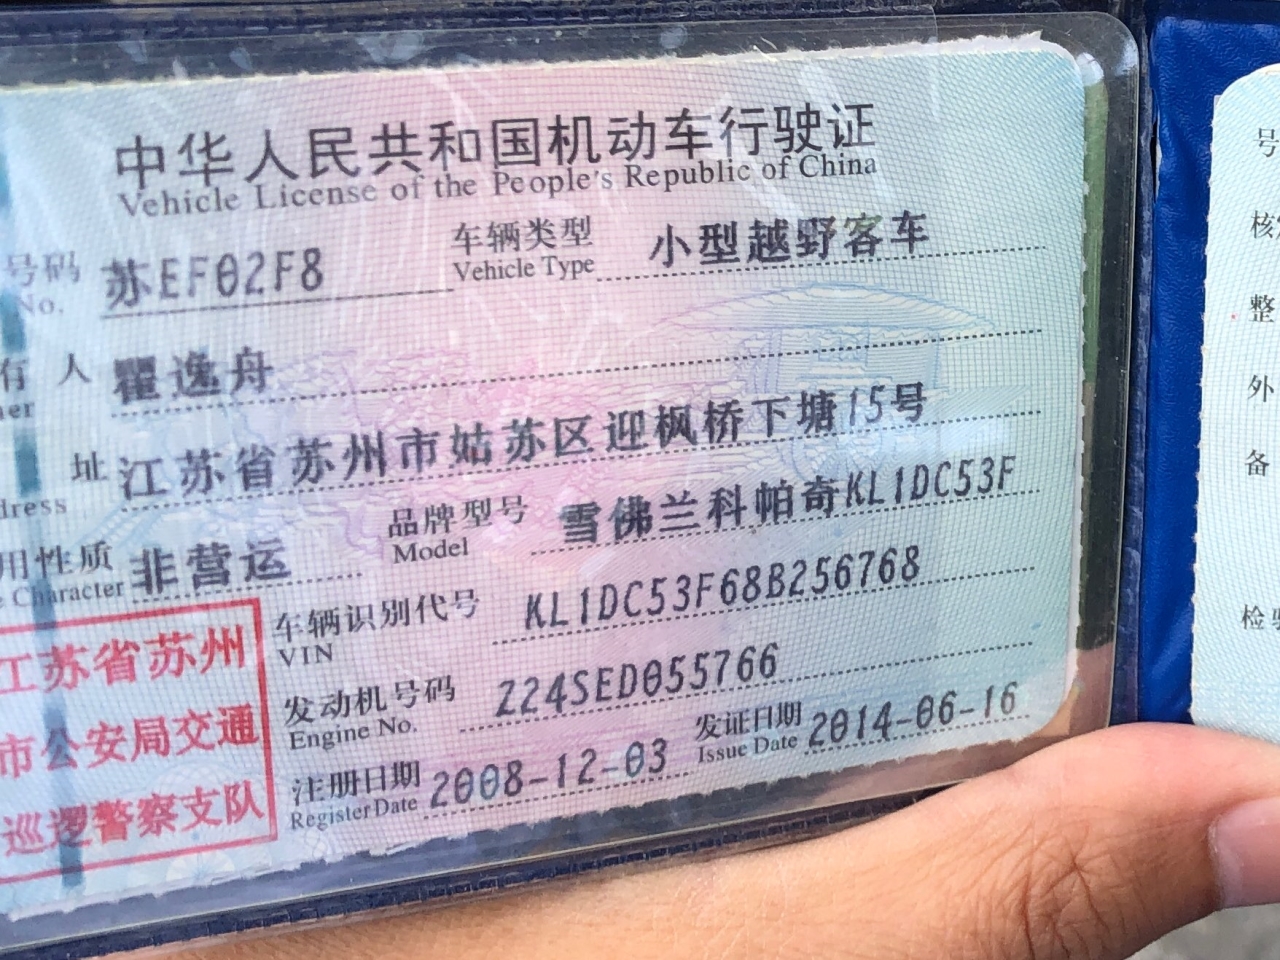 中华人民共和国机动车行驶证
Vehicle License of the People's Republic of China
号码 苏EF02F8 车辆类型 小型越野客车
No. Vehicle Type
有 人 瞿逸舟
ner
址 江苏省苏州市姑苏区迎枫桥下塘15号
dress
用性质 非营运 品牌型号 雪佛兰科帕奇KL1DC53F
e Character Model
车辆识别代号 KL1DC53F68B256768
VIN
发动机号码 Z24SED055766
Engine No.
注册日期 2008-12-03 发证日期 2014-06-16
Register Date Issue Date
江苏省苏州
市公安局交通
巡逻警察支队
号
核
整
外
备
检验